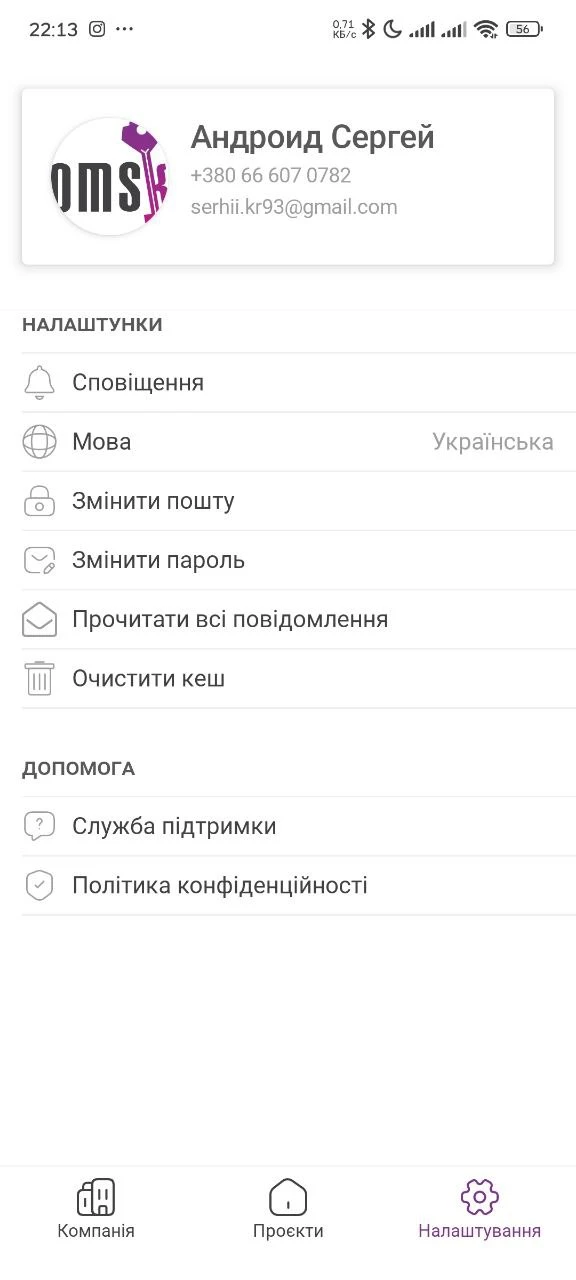 22:13
0,71
КБ/с
56
Андроид Сергей
omsk
+380 66 607 0782
serhii.kr93@gmail.com
НАЛАШТУНКИ
Сповіщення
Мова Українська
Змінити пошту
Змінити пароль
Прочитати всі повідомлення
Очистити кеш
ДОПОМОГА
Служба підтримки
Політика конфіденційності
Компанія Проєкти Налаштування